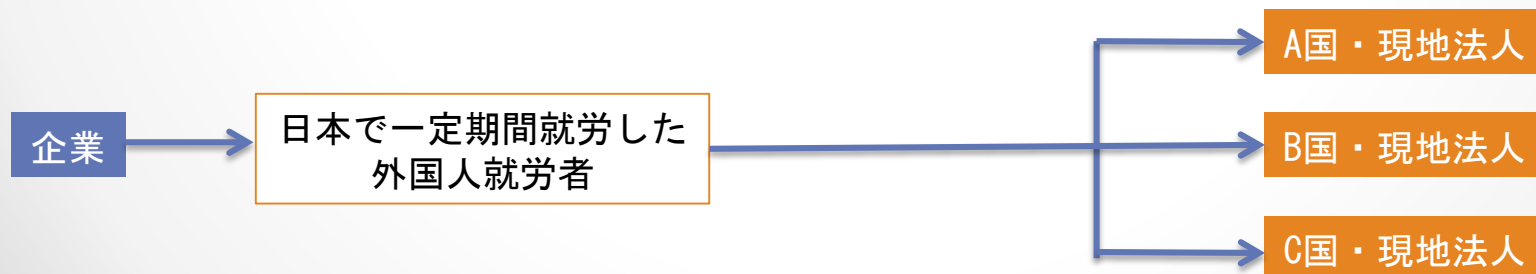 企業
日本で一定期間就労した
外国人就労者
A国・現地法人
B国・現地法人
C国・現地法人